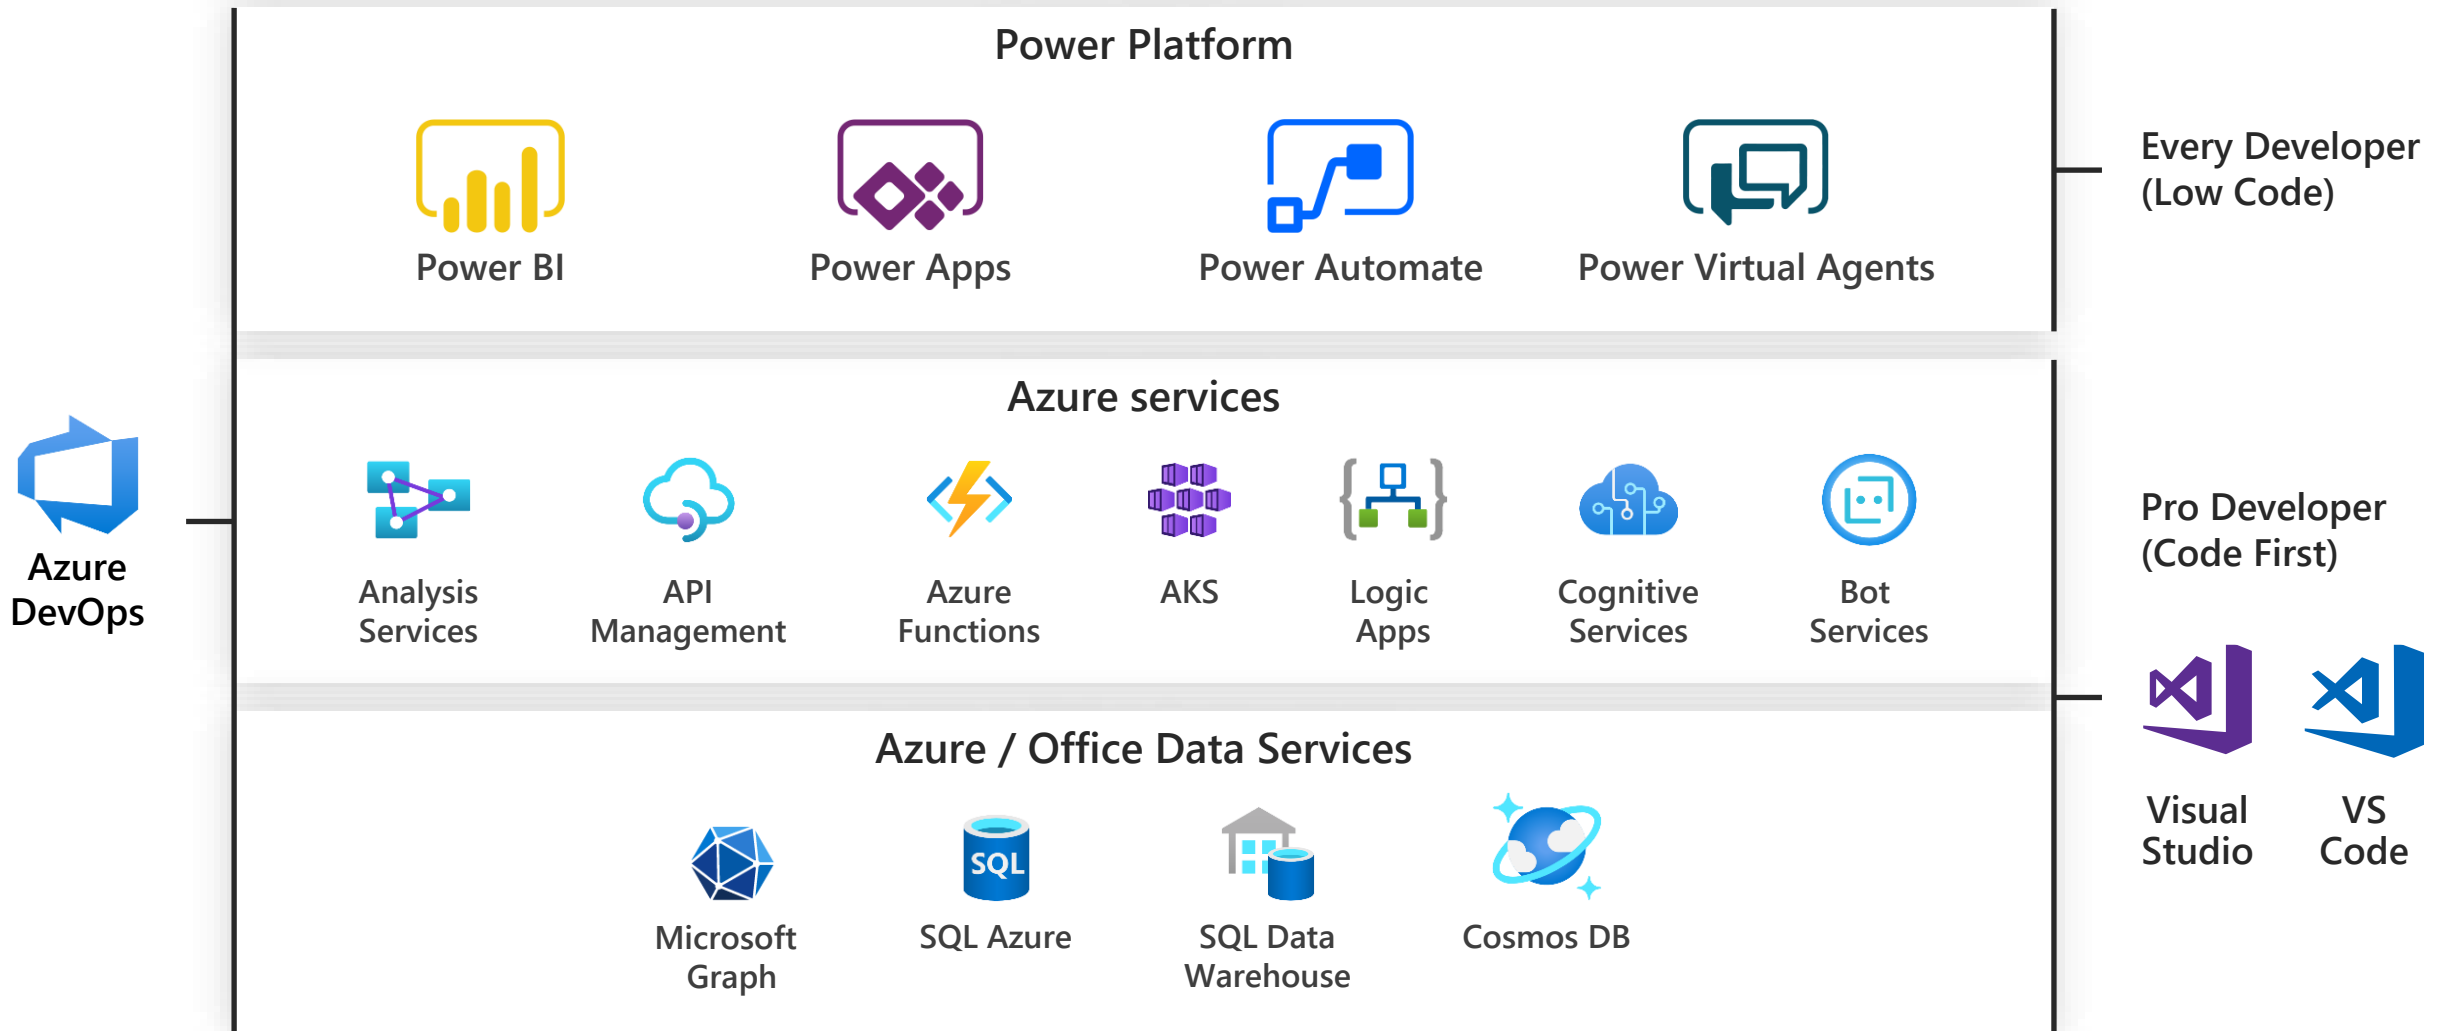 Power Platform
Power BI
Power Apps
Power Automate
Power Virtual Agents
Every Developer
(Low Code)
Azure services
Analysis
Services
API
Management
Azure
Functions
AKS
Logic
Apps
Cognitive
Services
Bot
Services
Azure
DevOps
Pro Developer
(Code First)
Visual
Studio
VS
Code
Azure / Office Data Services
Microsoft
Graph
SQL
SQL Azure
SQL Data
Warehouse
Cosmos DB